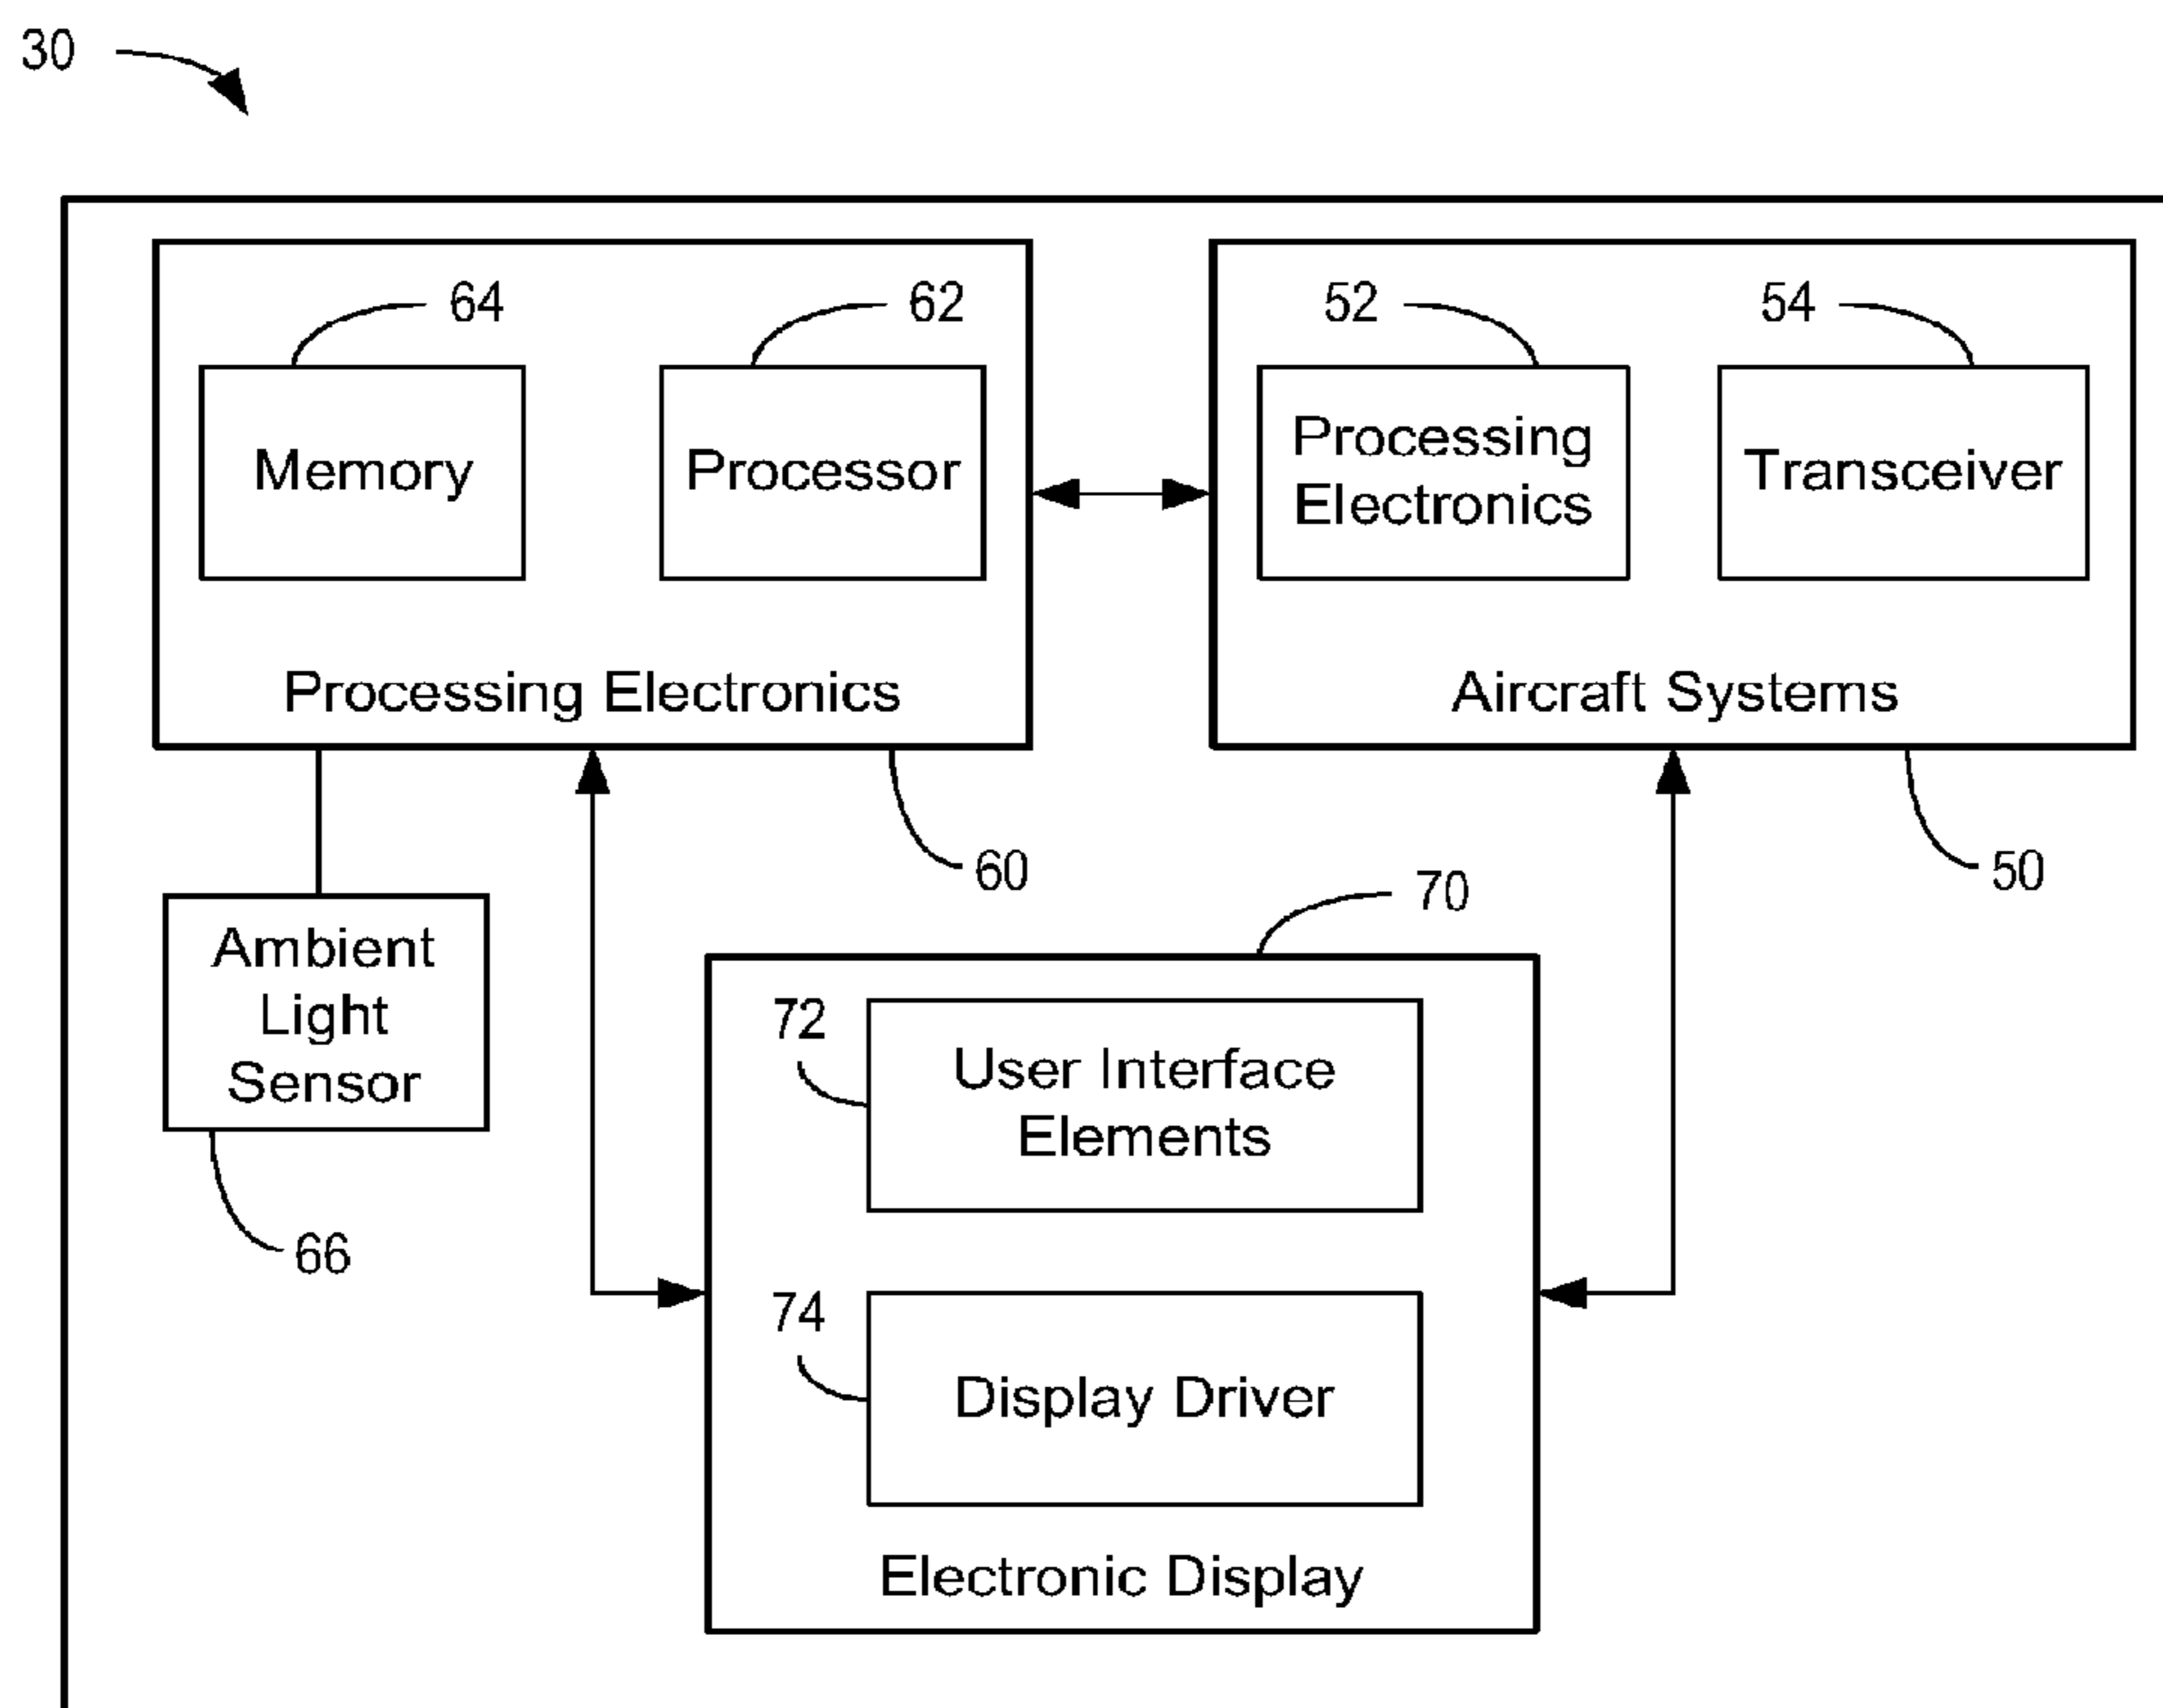 30
64
62
52
54
Memory
Processor
Processing
Electronics
Transceiver
Processing Electronics
Aircraft Systems
60
50
70
Ambient
Light
Sensor
66
72
User Interface
Elements
74
Display Driver
Electronic Display